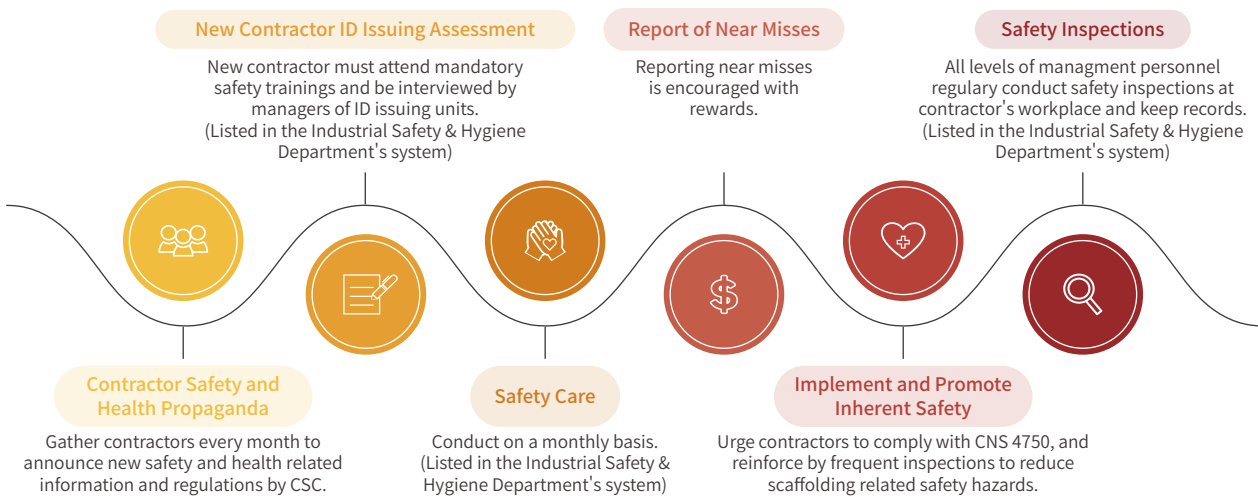 New Contractor ID Issuing Assessment
New contractor must attend mandatory
safety trainings and be interviewed by
managers of ID issuing units.
(Listed in the Industrial Safety & Hygiene
Department's system)
Report of Near Misses
Reporting near misses
is encouraged with
rewards.
Safety Inspections
All levels of managment personnel
regulary conduct safety inspections at
contractor's workplace and keep records.
(Listed in the Industrial Safety & Hygiene
Department's system)
$
Contractor Safety and
Health Propaganda
Gather contractors every month to
announce new safety and health related
information and regulations by CSC.
Safety Care
Conduct on a monthly basis.
(Listed in the Industrial Safety &
Hygiene Department's system)
Implement and Promote
Inherent Safety
Urge contractors to comply with CNS 4750, and
reinforce by frequent inspections to reduce
scaffolding related safety hazards.